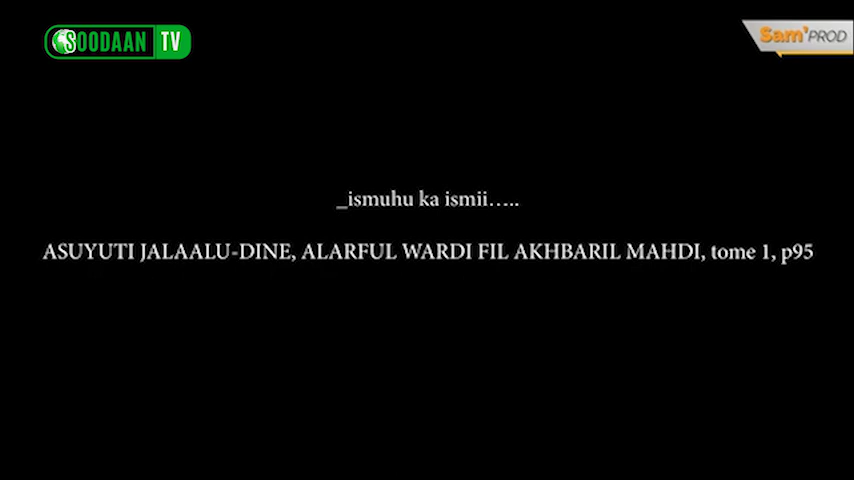 SOODAAN TV
Sam'PROD
_ismuhu ka ismii.....
ASUYUTI JALAALU-DINE, ALARFUL WARDI FIL AKHBARIL MAHDI, tome 1, p95